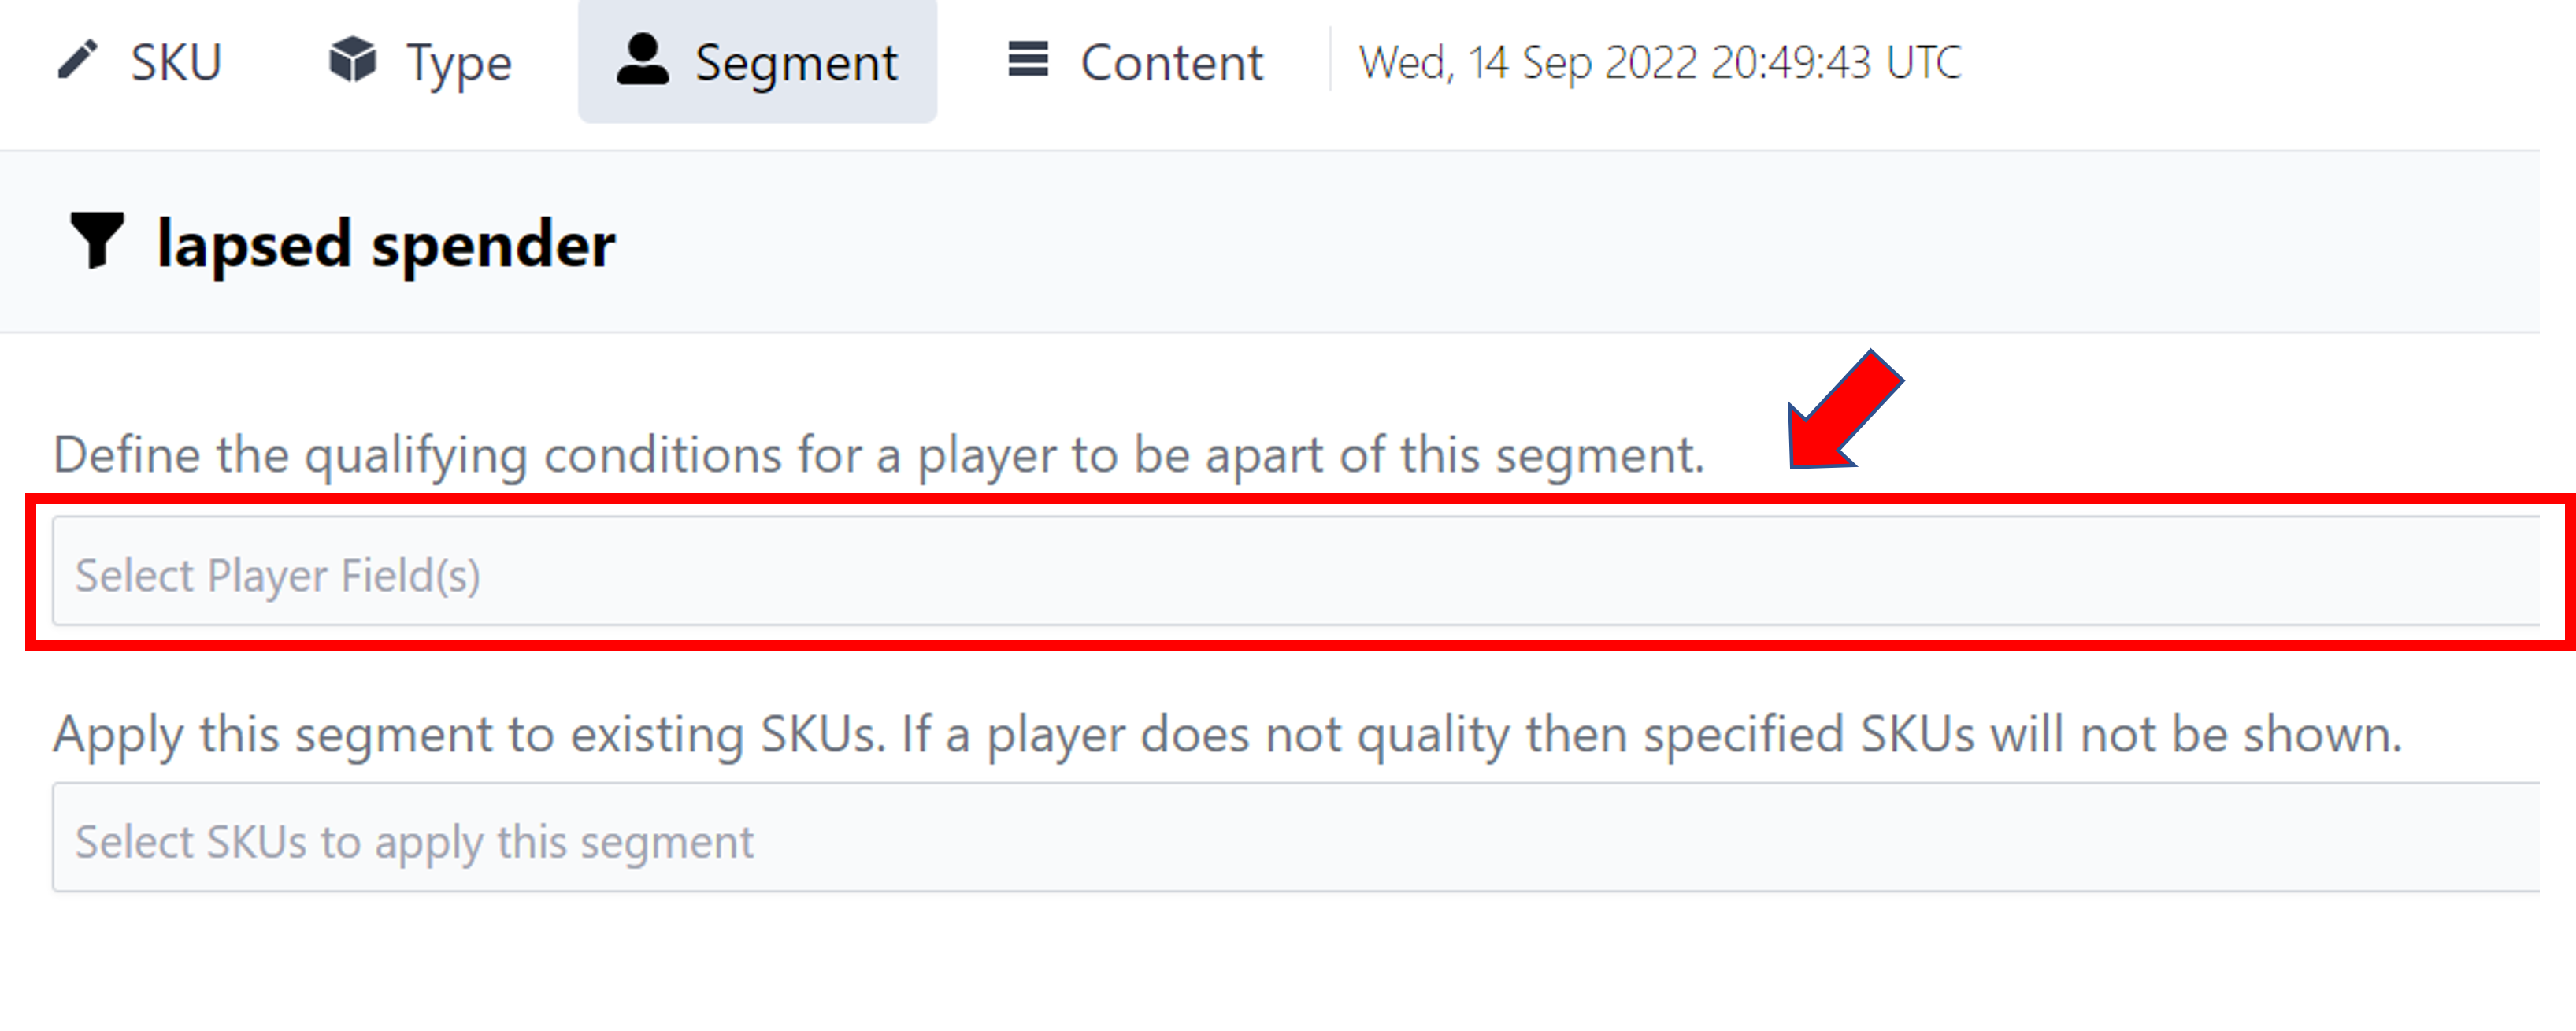 SKU Type Segment Content Wed, 14 Sep 2022 20:49:43 UTC
lapsed spender
Define the qualifying conditions for a player to be apart of this segment.
Select Player Field(s)
Apply this segment to existing SKUs. If a player does not quality then specified SKUs will not be shown.
Select SKUs to apply this segment